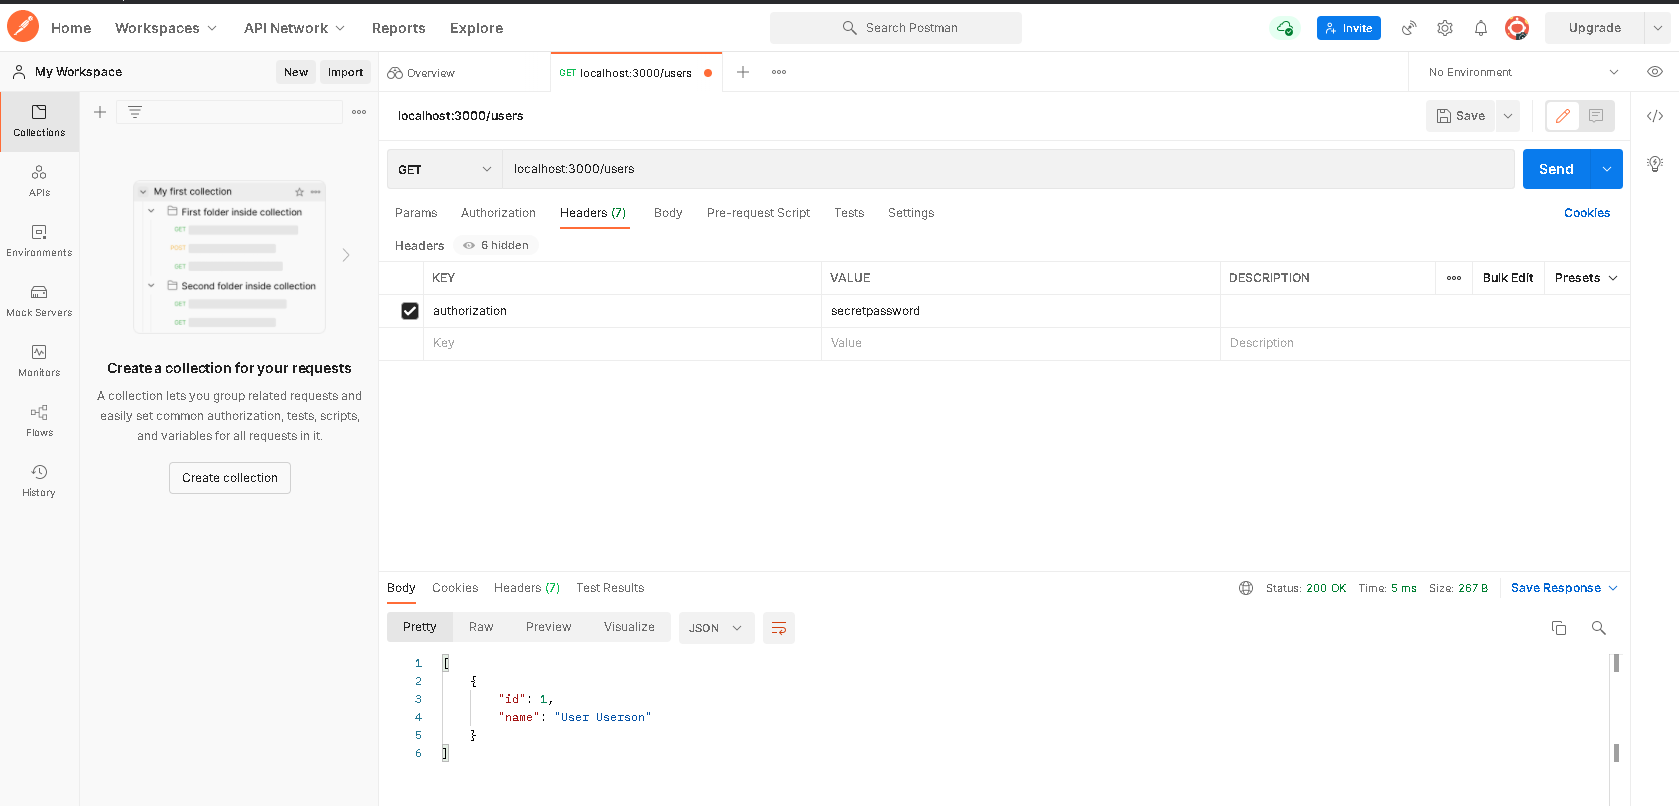 Home Workspaces API Network Reports Explore Search Postman Invite Upgrade
My Workspace New Import Overview GET localhost:3000/users No Environment
Collections
APIs
Environments
Mock Servers
Monitors
Flows
History
My first collection
First folder inside collection
GET
POST
GET
Second folder inside collection
GET
GET
Create a collection for your requests
A collection lets you group related requests and
easily set common authorization, tests, scripts,
and variables for all requests in it.
Create collection
localhost:3000/users Save
GET localhost:3000/users Send
Params Authorization Headers (7) Body Pre-request Script Tests Settings Cookies
Headers 6 hidden
KEY VALUE DESCRIPTION Bulk Edit Presets
authorization secretpassword
Key Value Description
Body Cookies Headers (7) Test Results Status: 200 OK Time: 5 ms Size: 267 B Save Response
Pretty Raw Preview Visualize JSON
1 [
2 {
3 "id": 1,
4 "name": "User Userson"
5 }
6 ]